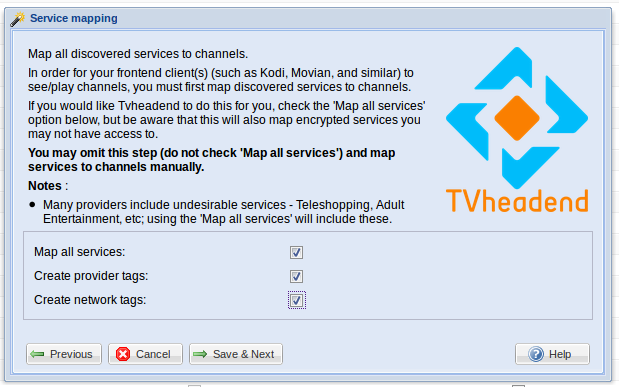 Service mapping
Map all discovered services to channels.
In order for your frontend client(s) (such as Kodi, Movian, and similar) to
see/play channels, you must first map discovered services to channels.
If you would like Tvheadend to do this for you, check the 'Map all services'
option below, but be aware that this will also map encrypted services you
may not have access to.
You may omit this step (do not check 'Map all services') and map
services to channels manually.
Notes :
• Many providers include undesirable services - Teleshopping, Adult
Entertainment, etc; using the 'Map all services' will include these.
TVheadend
Map all services:
Create provider tags:
Create network tags:
Previous
Cancel
Save & Next
Help